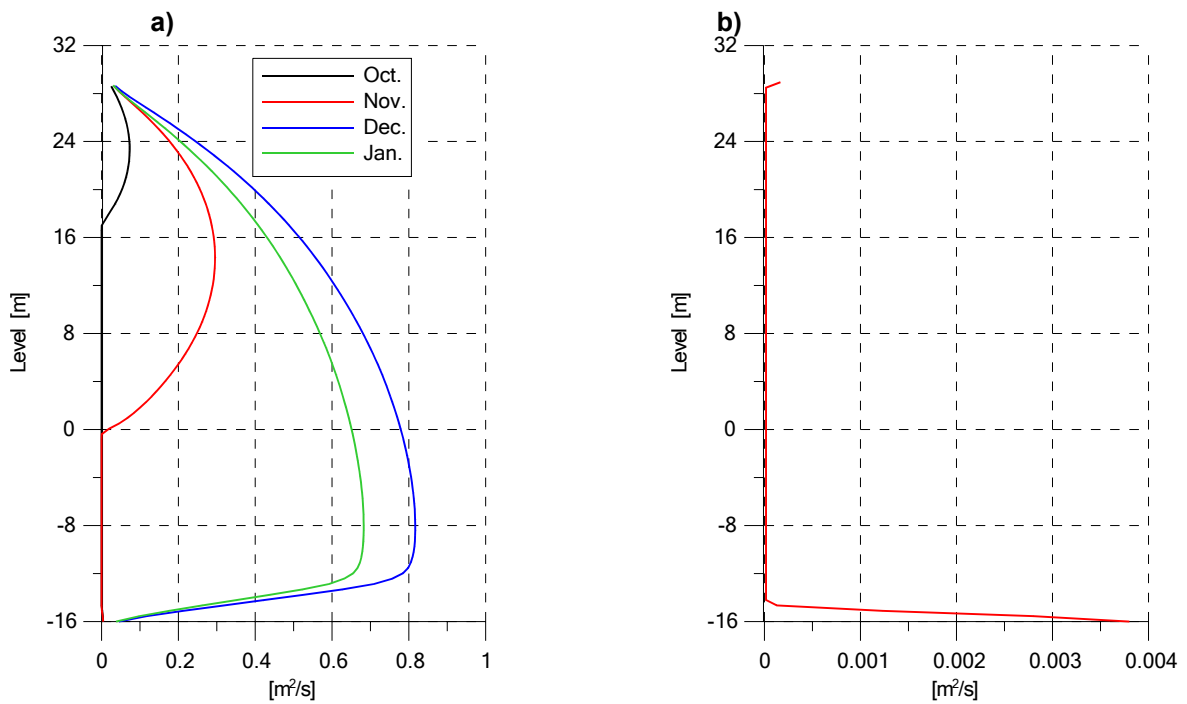 a)
32
24
16
8
0
-8
-16
Level [m]
Oct.
Nov.
Dec.
Jan.
0 0.2 0.4 0.6 0.8 1
[m²/s]
b)
32
24
16
8
0
-8
-16
Level [m]
0 0.001 0.002 0.003 0.004
[m²/s]